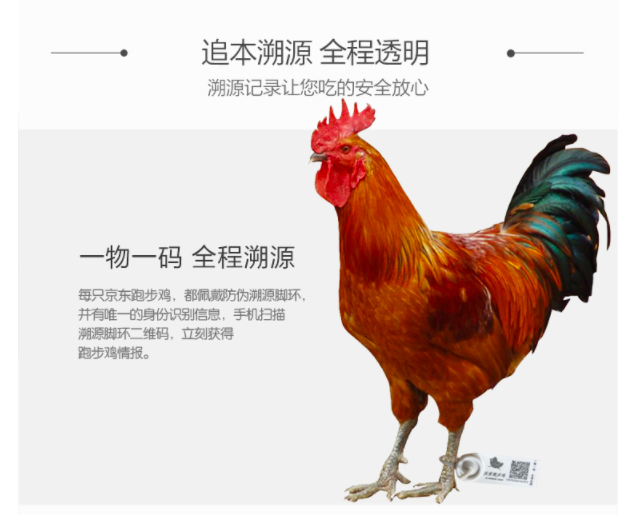 追本溯源 全程透明
溯源记录让您吃的安全放心
一物一码 全程溯源
每只京东跑步鸡，都佩戴防伪溯源脚环，
并有唯一的身份识别信息，手机扫描
溯源脚环二维码，立刻获得
跑步鸡情报。